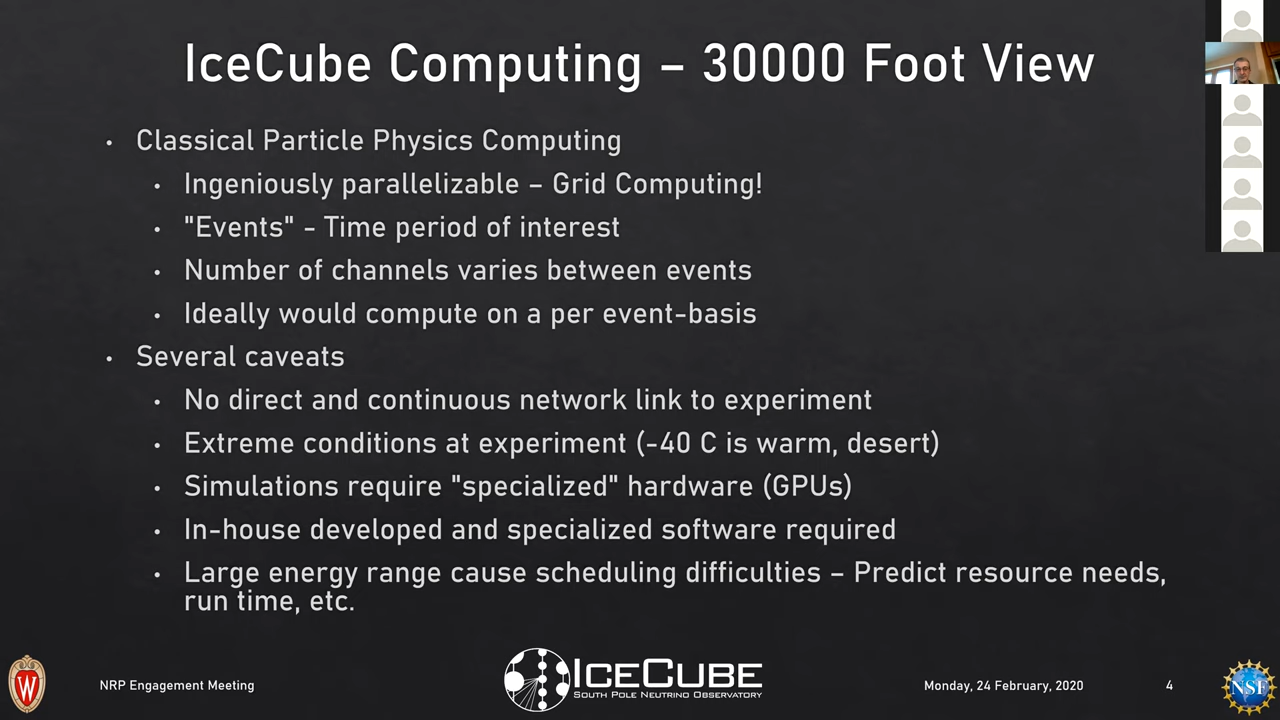 IceCube Computing – 30000 Foot View
• Classical Particle Physics Computing
• Ingeniously parallelizable – Grid Computing!
• "Events" - Time period of interest
• Number of channels varies between events
• Ideally would compute on a per event-basis
• Several caveats
• No direct and continuous network link to experiment
• Extreme conditions at experiment (-40 C is warm, desert)
• Simulations require "specialized" hardware (GPUs)
• In-house developed and specialized software required
• Large energy range cause scheduling difficulties – Predict resource needs,
run time, etc.
W
NRP Engagement Meeting
ICECUBE
SOUTH POLE NEUTRINO OBSERVATORY
Monday, 24 February, 2020
4
NSF